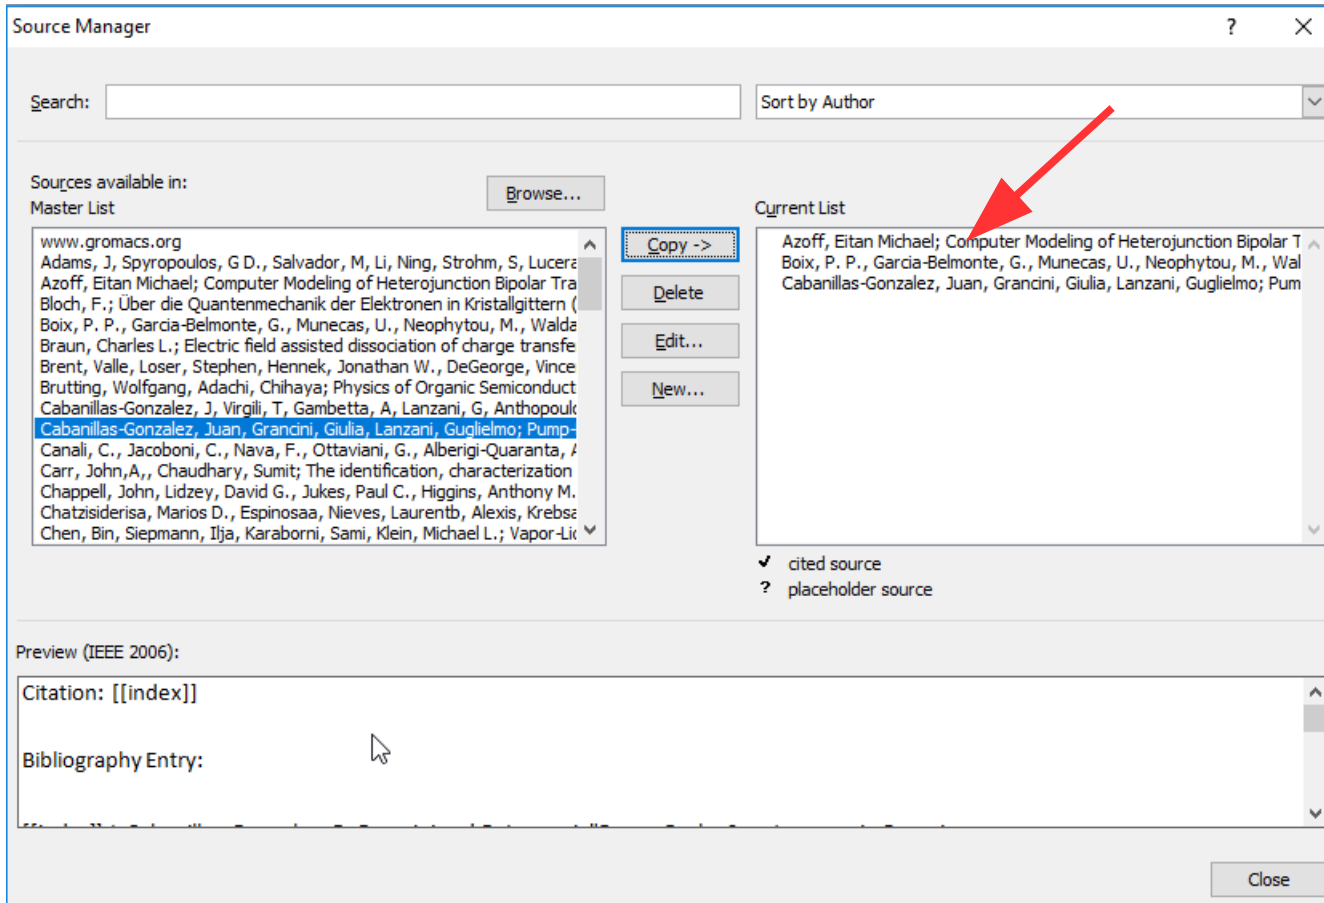 Source Manager
?
Search:
Sort by Author
Sources available in:
Browse...
Master List
Current List
www.gromacs.org
Adams, J, Spyropoulos, G D., Salvador, M, Li, Ning, Strohm, S, Lucera
Azoff, Eitan Michael; Computer Modeling of Heterojunction Bipolar Tra
Bloch, F.; Über die Quantenmechanik der Elektronen in Kristallgittern (
Boix, P. P., Garcia-Belmonte, G., Munecas, U., Neophytou, M., Walda
Braun, Charles L.; Electric field assisted dissociation of charge transfe
Brent, Valle, Loser, Stephen, Hennek, Jonathan W., DeGeorge, Vince
Brutting, Wolfgang, Adachi, Chihaya; Physics of Organic Semiconduct
Cabanillas-Gonzalez, J, Virgili, T, Gambetta, A, Lanzani, G, Anthopoulo
Cabanillas-Gonzalez, Juan, Grancini, Giulia, Lanzani, Guglielmo; Pump-
Canali, C., Jacoboni, C., Nava, F., Ottaviani, G., Alberigi-Quaranta, A
Carr, John,A,, Chaudhary, Sumit; The identification, characterization
Chappell, John, Lidzey, David G., Jukes, Paul C., Higgins, Anthony M.
Chatzisiderisa, Marios D., Espinosaa, Nieves, Laurentb, Alexis, Krebsa
Chen, Bin, Siepmann, Ilja, Karaborni, Sami, Klein, Michael L.; Vapor-Liq
Copy ->
Delete
Edit...
New...
Azoff, Eitan Michael; Computer Modeling of Heterojunction Bipolar T
Boix, P. P., Garcia-Belmonte, G., Munecas, U., Neophytou, M., Wal
Cabanillas-Gonzalez, Juan, Grancini, Giulia, Lanzani, Guglielmo; Pum
✓ cited source
? placeholder source
Preview (IEEE 2006):
Citation: [[index]]
Bibliography Entry:
Close